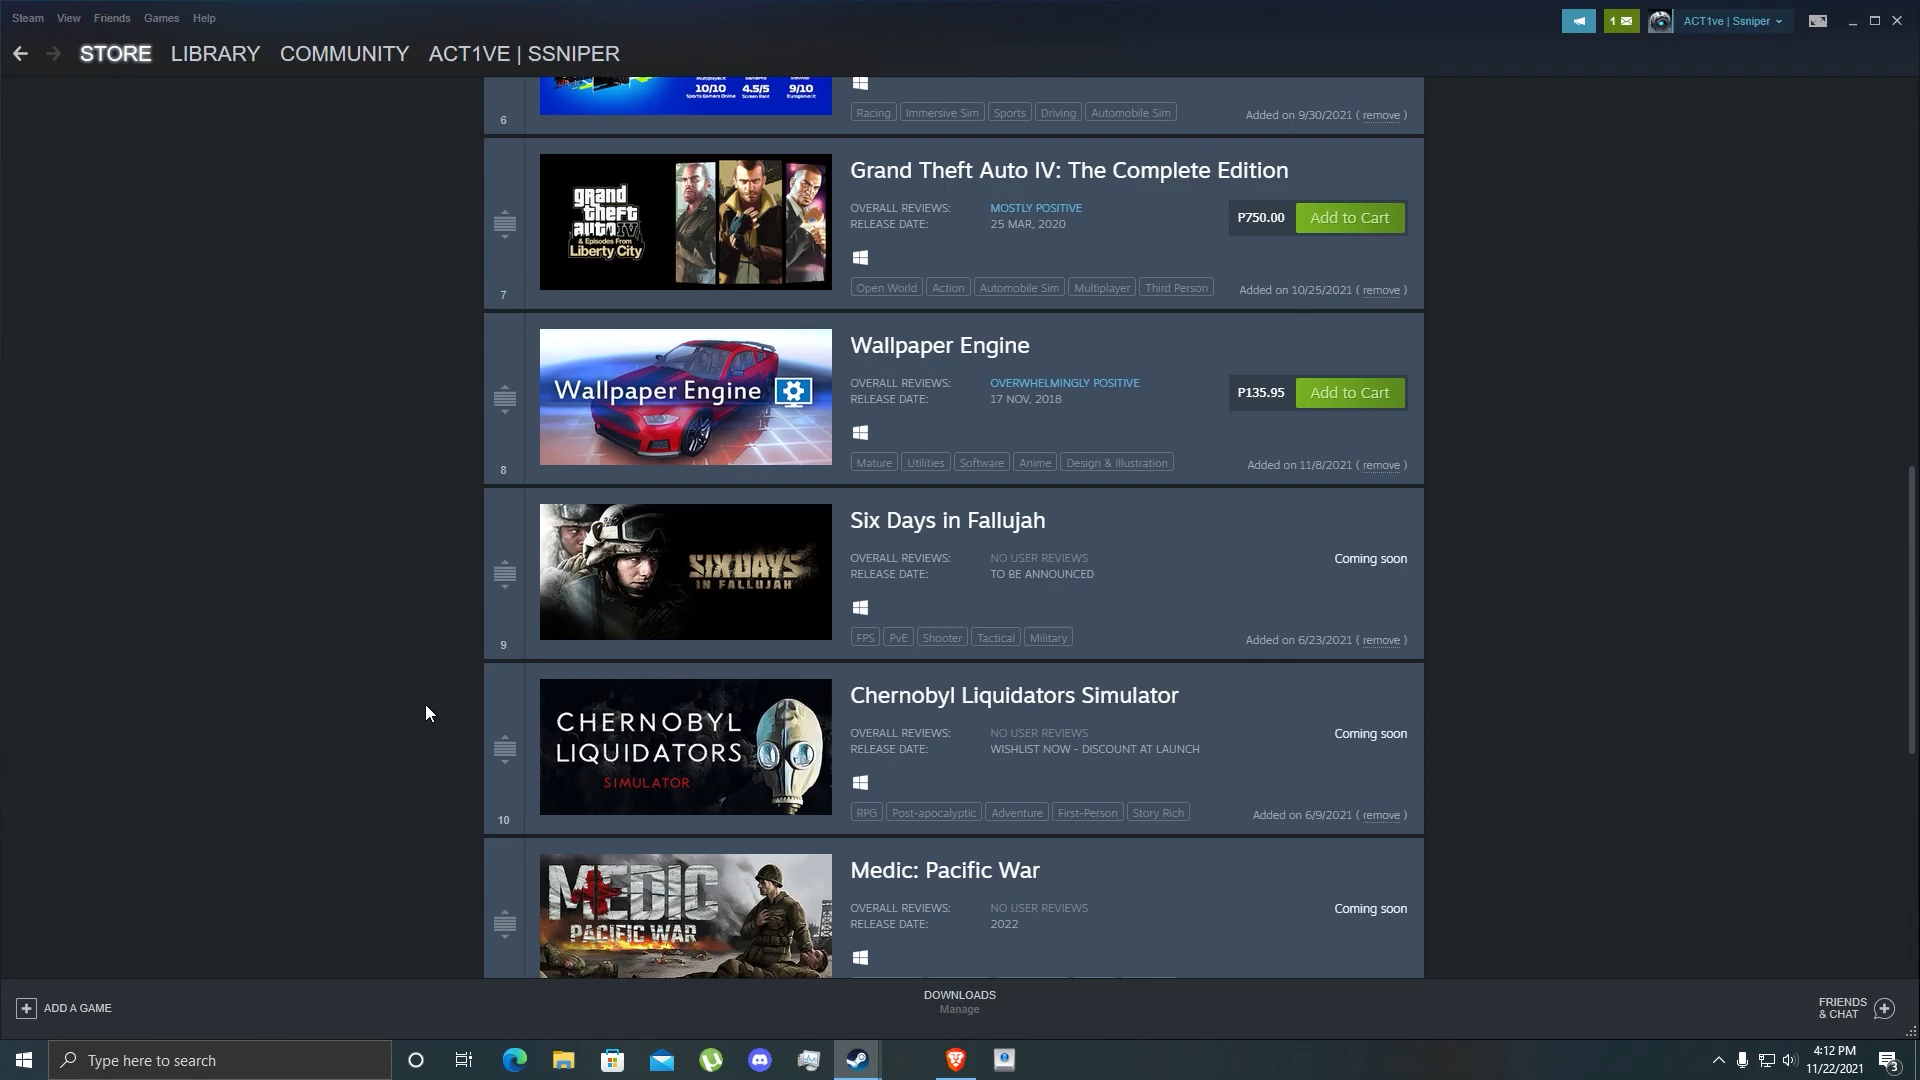 Steam View Friends Games Help
1 ACT1ve | Ssniper
STORE LIBRARY COMMUNITY ACT1VE | SSNIPER
10/10 4.5/5 9/10
Sports Gamers Online Screen Rant Eurogamer.it
6
Racing Immersive Sim Sports Driving Automobile Sim
Added on 9/30/2021 ( remove )
grand
theft
auto IV
& Episodes From
Liberty City
Grand Theft Auto IV: The Complete Edition
OVERALL REVIEWS: MOSTLY POSITIVE
RELEASE DATE: 25 MAR, 2020
P750.00 Add to Cart
Open World Action Automobile Sim Multiplayer Third Person
Added on 10/25/2021 ( remove )
7
Wallpaper Engine
Wallpaper Engine
OVERALL REVIEWS: OVERWHELMINGLY POSITIVE
RELEASE DATE: 17 NOV, 2018
P135.95 Add to Cart
Mature Utilities Software Anime Design & Illustration
Added on 11/8/2021 ( remove )
8
SIX DAYS
IN FALLUJAH
Six Days in Fallujah
OVERALL REVIEWS: NO USER REVIEWS
RELEASE DATE: TO BE ANNOUNCED
Coming soon
FPS PvE Shooter Tactical Military
Added on 6/23/2021 ( remove )
9
CHERNOBYL
LIQUIDATORS
SIMULATOR
Chernobyl Liquidators Simulator
OVERALL REVIEWS: NO USER REVIEWS
RELEASE DATE: WISHLIST NOW - DISCOUNT AT LAUNCH
Coming soon
RPG Post-apocalyptic Adventure First-Person Story Rich
Added on 6/9/2021 ( remove )
10
MEDIC
PACIFIC WAR
Medic: Pacific War
OVERALL REVIEWS: NO USER REVIEWS
RELEASE DATE: 2022
Coming soon
ADD A GAME
DOWNLOADS
Manage
FRIENDS
& CHAT
Type here to search
4:12 PM
11/22/2021
3